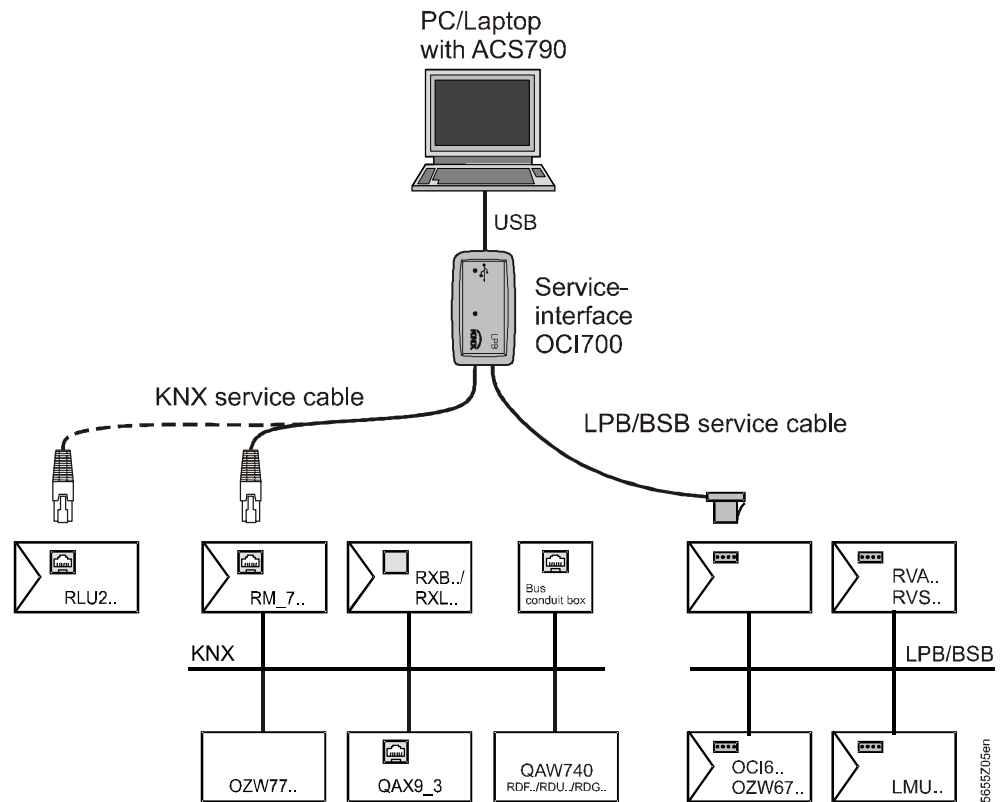 PC/Laptop
with ACS790
USB
Service-
interface
OCI700
LPB
KNX
KNX service cable
LPB/BSB service cable
RLU2..
RM_7..
RXB../
RXL..
Bus
conduit box
RVA..
RVS..
KNX
LPB/BSB
OZW77..
QAX9_3
QAW740
RDF../RDU../RDG..
OCI6..
OZW67..
LMU..
5655Z05en